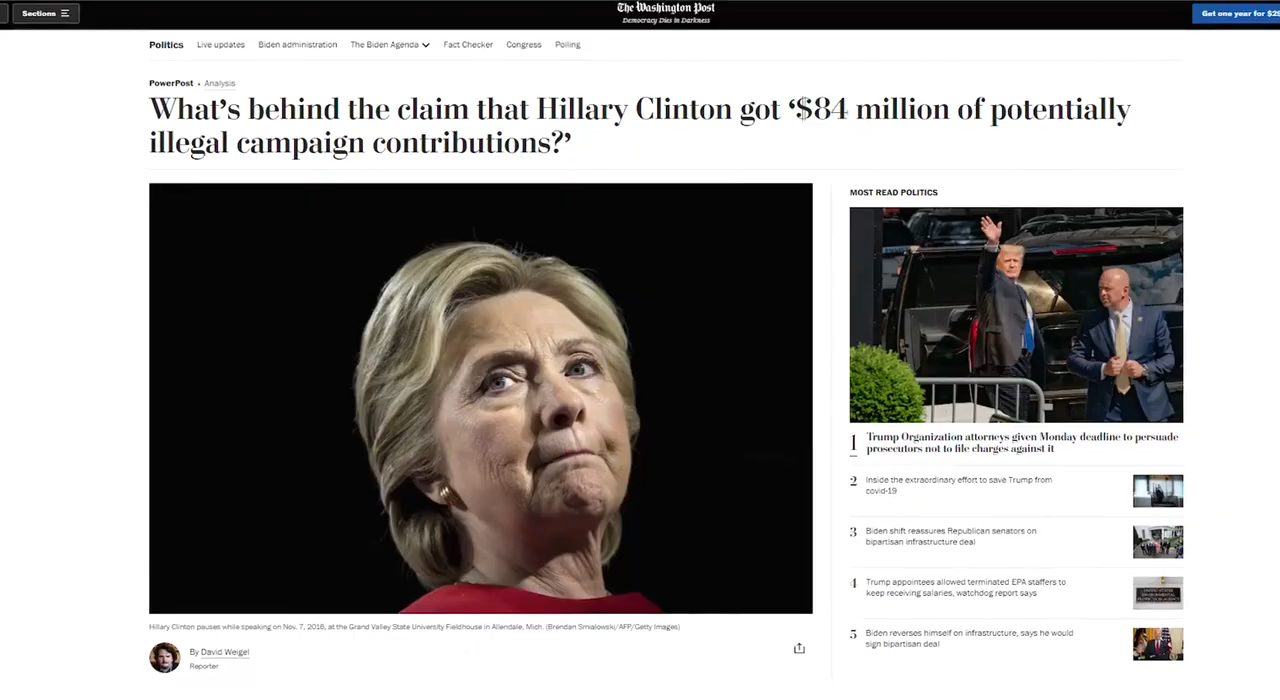 Sections
The Washington Post
Democracy Dies in Darkness
Get one year for $29
Politics
Live updates
Biden administration
The Biden Agenda
Fact Checker
Congress
Polling
PowerPost • Analysis
What's behind the claim that Hillary Clinton got ‘$84 million of potentially
illegal campaign contributions?’
Hillary Clinton pauses while speaking on Nov. 7, 2016, at the Grand Valley State University Fieldhouse in Allendale, Mich. (Brendan Smialowski/AFP/Getty Images)
By David Weigel
Reporter
MOST READ POLITICS
1
Trump Organization attorneys given Monday deadline to persuade
prosecutors not to file charges against it
2
Inside the extraordinary effort to save Trump from
covid-19
3
Biden shift reassures Republican senators on
bipartisan infrastructure deal
4
Trump appointees allowed terminated EPA staffers to
keep receiving salaries, watchdog report says
5
Biden reverses himself on infrastructure, says he would
sign bipartisan deal